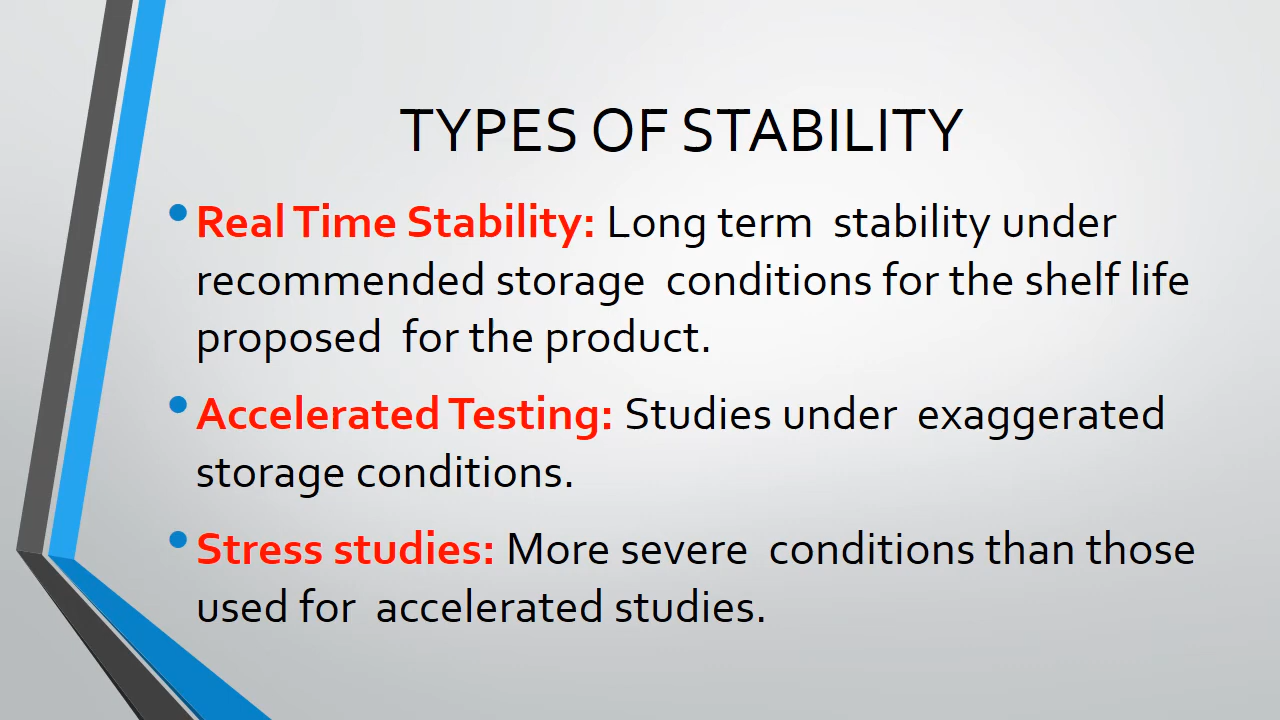 TYPES OF STABILITY
• Real Time Stability: Long term stability under
recommended storage conditions for the shelf life
proposed for the product.
• Accelerated Testing: Studies under exaggerated
storage conditions.
• Stress studies: More severe conditions than those
used for accelerated studies.